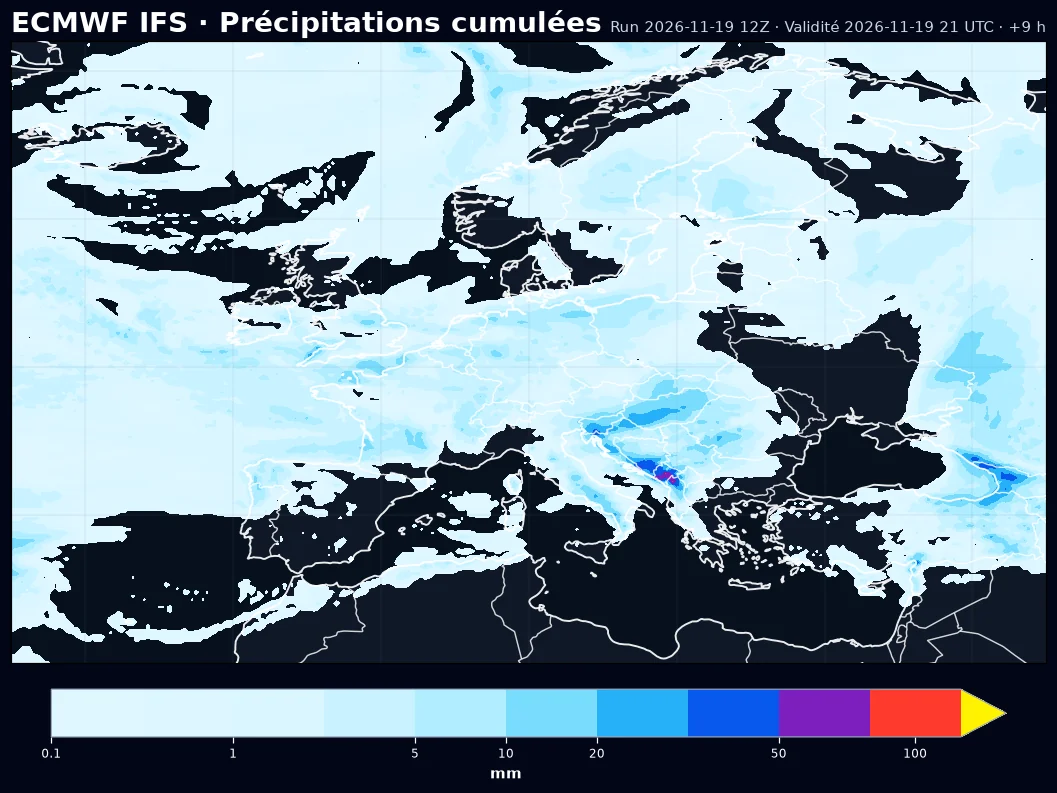 ECMWF IFS · Précipitations cumulées Run 2026-11-19 12Z · Validité 2026-11-19 21 UTC · +9 h
0.1 1 5 10 20 50 100
mm